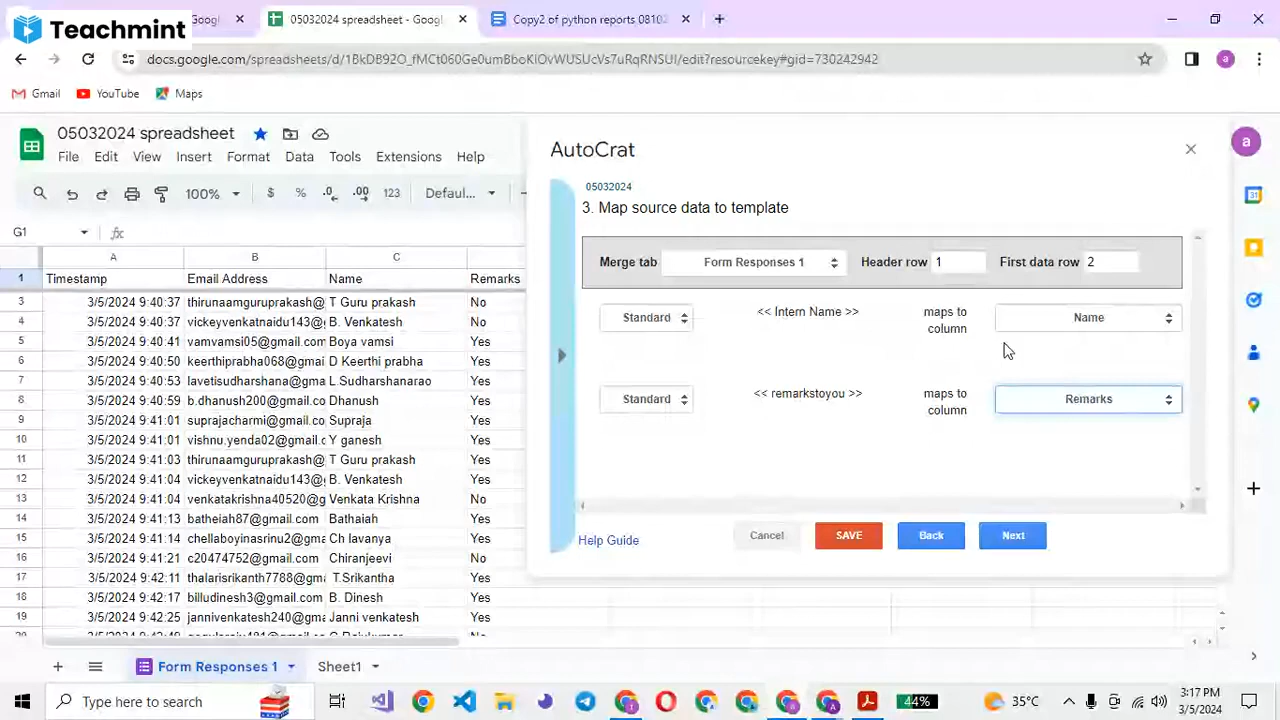 Teachmint
Google
05032024 spreadsheet - Googl
Copy2 of python reports 08102
docs.google.com/spreadsheets/d/
edit?resourcekey#gid=730242942
Gmail YouTube Maps
05032024 spreadsheet
File Edit View Insert Format Data Tools Extensions Help
100% $ % .0 .00 123 Defaul...
G1 fx
A B C
1 Timestamp Email Address Name Remarks
3 3/5/2024 9:40:37 thirunaamguruprakash@ T Guru prakash No
4 3/5/2024 9:40:37 vickeyvenkatnaidu143@g B. Venkatesh No
5 3/5/2024 9:40:41 vamvamsi05@gmail.com Boya vamsi Yes
6 3/5/2024 9:40:50 keerthiprabha068@gmai D Keerthi prabha Yes
7 3/5/2024 9:40:53 lavetisudharshana@gma L.Sudharshanarao Yes
8 3/5/2024 9:40:59 b.dhanush200@gmail.c Dhanush Yes
9 3/5/2024 9:41:01 suprajacharmi@gmail.c Supraja Yes
10 3/5/2024 9:41:01 vishnu.yenda02@gmail.c Y ganesh Yes
11 3/5/2024 9:41:03 thirunaamguruprakash@ T Guru prakash Yes
12 3/5/2024 9:41:04 vickeyvenkatnaidu143@g B. Venkatesh Yes
13 3/5/2024 9:41:04 venkatakrishna40520@g Venkata Krishna No
14 3/5/2024 9:41:13 batheiah87@gmail.com Bathaiah Yes
15 3/5/2024 9:41:14 chellaboyinasrinu2@gma Ch lavanya Yes
16 3/5/2024 9:41:21 c20474752@gmail.com Chiranjeevi No
17 3/5/2024 9:42:11 thalarisrikanth7788@gm T.Srikantha Yes
18 3/5/2024 9:42:17 billudinesh3@gmail.com B. Dinesh Yes
19 3/5/2024 9:42:25 jannivenkatesh240@gma Janni venkatesh Yes
AutoCrat
05032024
3. Map source data to template
Merge tab Form Responses 1 Header row 1 First data row 2
Standard << Intern Name >> maps to column Name
Standard << remarkstoyou >> maps to column Remarks
Help Guide Cancel SAVE Back Next
Form Responses 1 Sheet1
Type here to search
44% 35°C
3:17 PM
3/5/2024